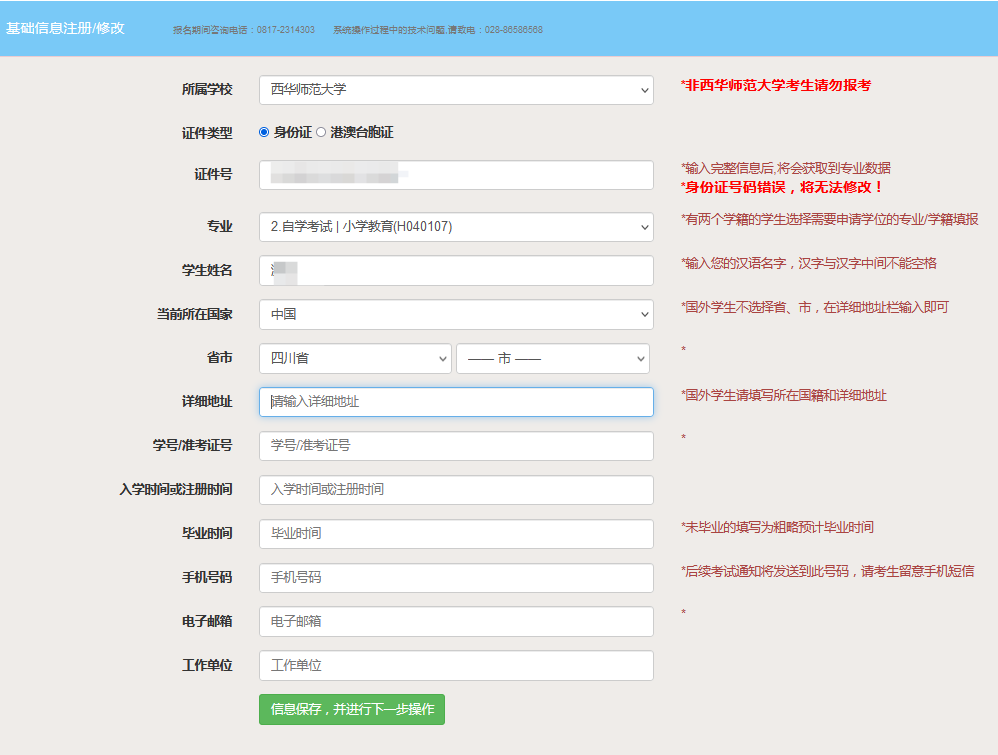 基础信息注册/修改 报名期间咨询电话：0817-2314303 系统操作过程中的技术问题,请致电：028-86586568
所属学校 西华师范大学 *非西华师范大学考生请勿报考
证件类型 身份证 港澳台胞证
证件号 *输入完整信息后,将会获取到专业数据
*身份证号码错误，将无法修改！
专业 2.自学考试 | 小学教育(H040107) *有两个学籍的学生选择需要申请学位的专业/学籍填报
学生姓名 *输入您的汉语名字，汉字与汉字中间不能空格
当前所在国家 中国 *国外学生不选择省、市，在详细地址栏输入即可
省市 四川省 —— 市 —— *
详细地址 请输入详细地址 *国外学生请填写所在国籍和详细地址
学号/准考证号 学号/准考证号 *
入学时间或注册时间 入学时间或注册时间
毕业时间 毕业时间 *未毕业的填写为粗略预计毕业时间
手机号码 手机号码 *后续考试通知将发送到此号码，请考生留意手机短信
电子邮箱 电子邮箱 *
工作单位 工作单位
信息保存，并进行下一步操作